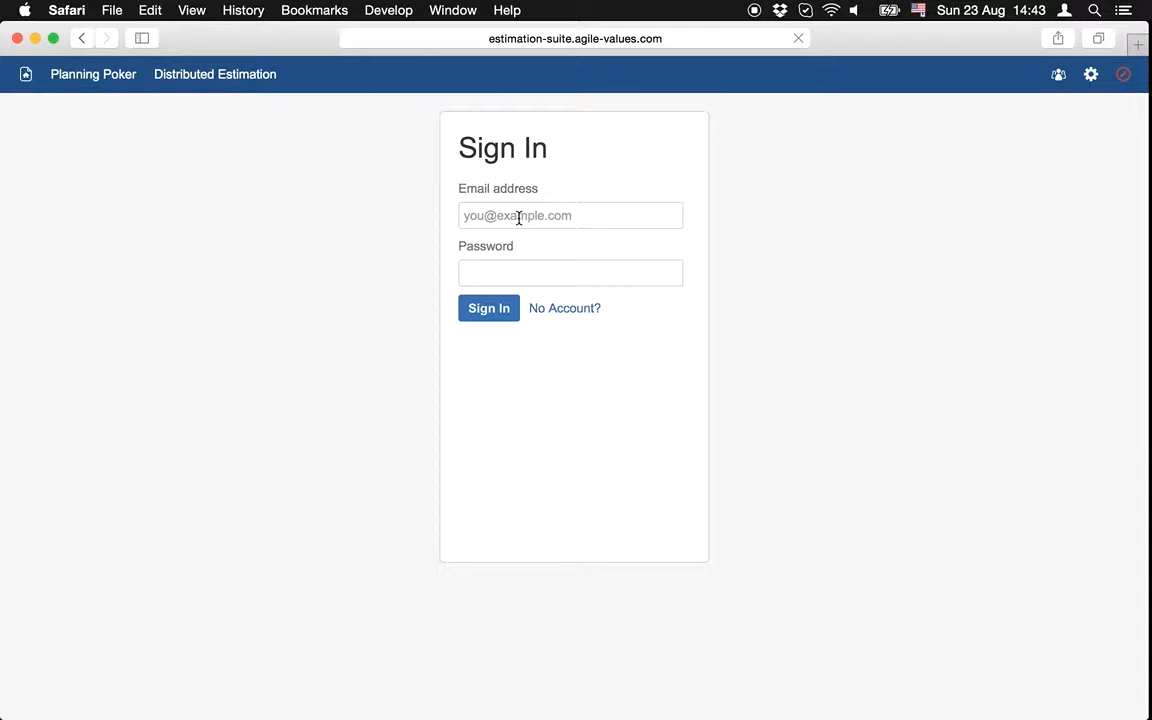 Safari File Edit View History Bookmarks Develop Window Help Sun 23 Aug 14:43
estimation-suite.agile-values.com
Planning Poker Distributed Estimation
Sign In
Email address
you@example.com
Password
Sign In No Account?